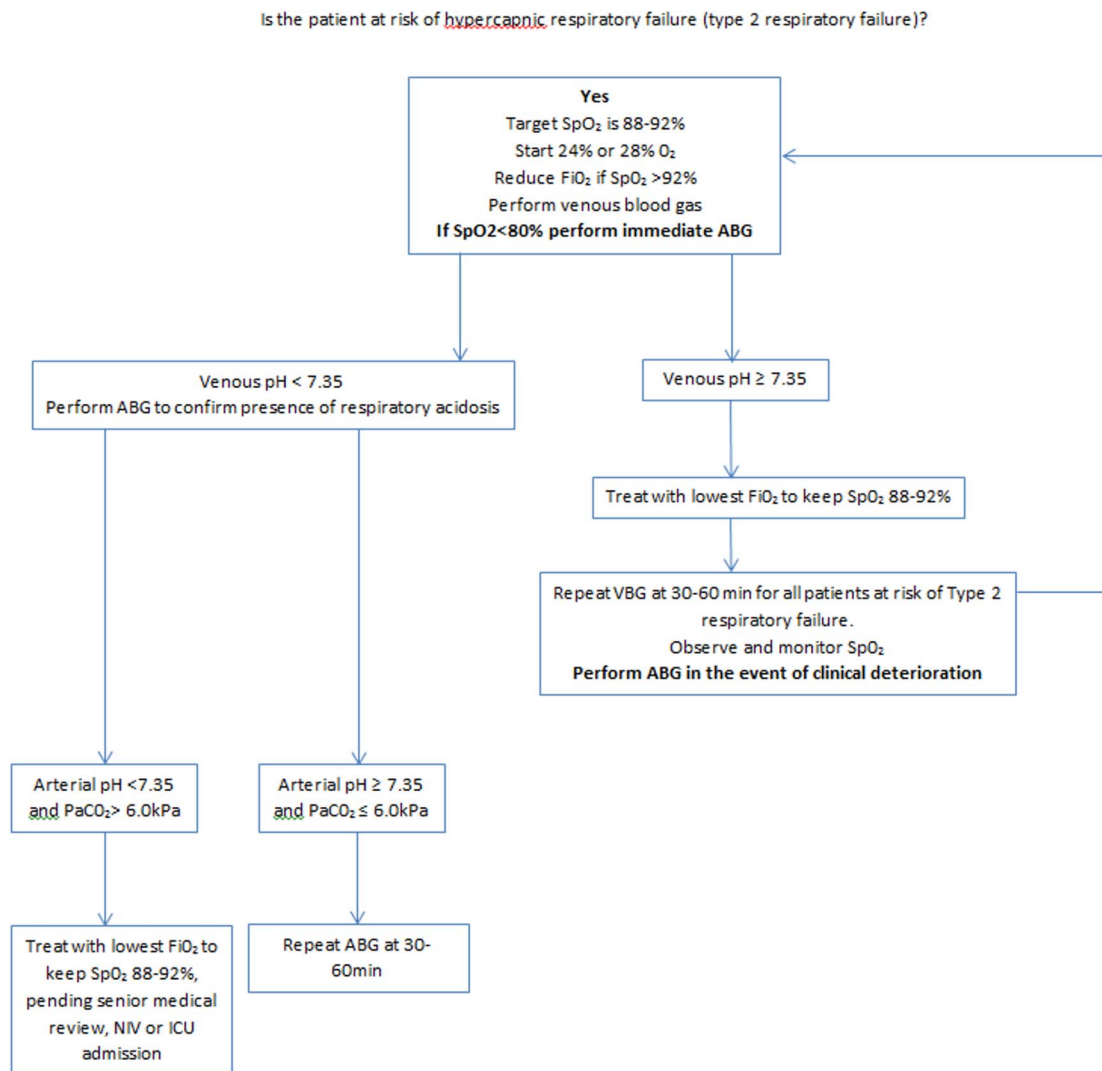 Is the patient at risk of hypercapnic respiratory failure (type 2 respiratory failure)?
Yes
Target SpO₂ is 88-92%
Start 24% or 28% O₂
Reduce FiO₂ if SpO₂ >92%
Perform venous blood gas
If SpO2<80% perform immediate ABG
Venous pH < 7.35
Perform ABG to confirm presence of respiratory acidosis
Venous pH ≥ 7.35
Treat with lowest FiO₂ to keep SpO₂ 88-92%
Repeat VBG at 30-60 min for all patients at risk of Type 2
respiratory failure.
Observe and monitor SpO₂
Perform ABG in the event of clinical deterioration
Arterial pH <7.35
and PaCO₂> 6.0kPa
Arterial pH ≥ 7.35
and PaCO₂ ≤ 6.0kPa
Treat with lowest FiO₂ to
keep SpO₂ 88-92%,
pending senior medical
review, NIV or ICU
admission
Repeat ABG at 30-
60min